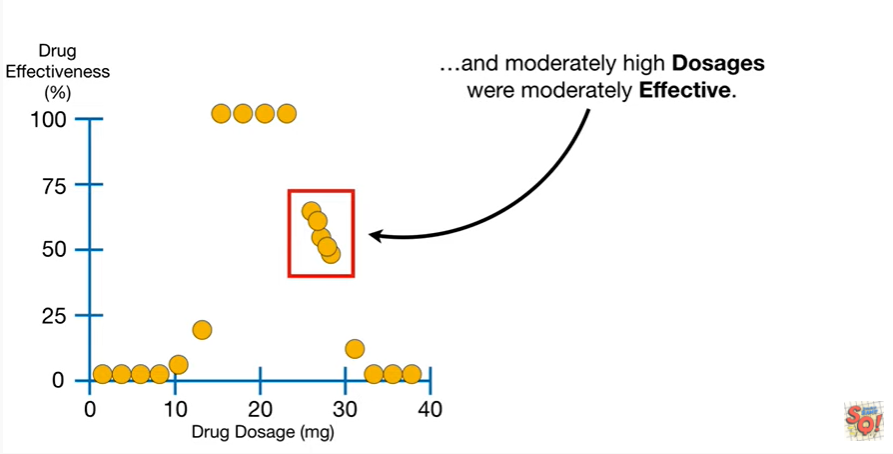 Drug
Effectiveness
(%)
…and moderately high Dosages
were moderately Effective.
100
75
50
25
0
0 10 20 30 40
Drug Dosage (mg)
SQ!